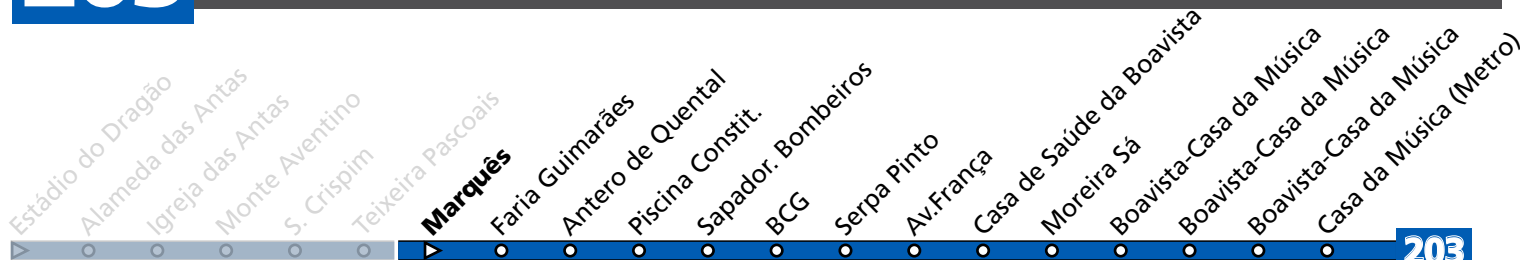 203
Estádio do Dragão
Alameda das Antas
Igreja das Antas
Monte Aventino
S. Crispim
Teixeira Pascoais
Marquês
Faria Guimarães
Antero de Quental
Piscina Constit.
Sapador. Bombeiros
BCG
Serpa Pinto
Av.França
Casa de Saúde da Boavista
Moreira Sá
Boavista-Casa da Música
Boavista-Casa da Música
Boavista-Casa da Música
Casa da Música (Metro)
203